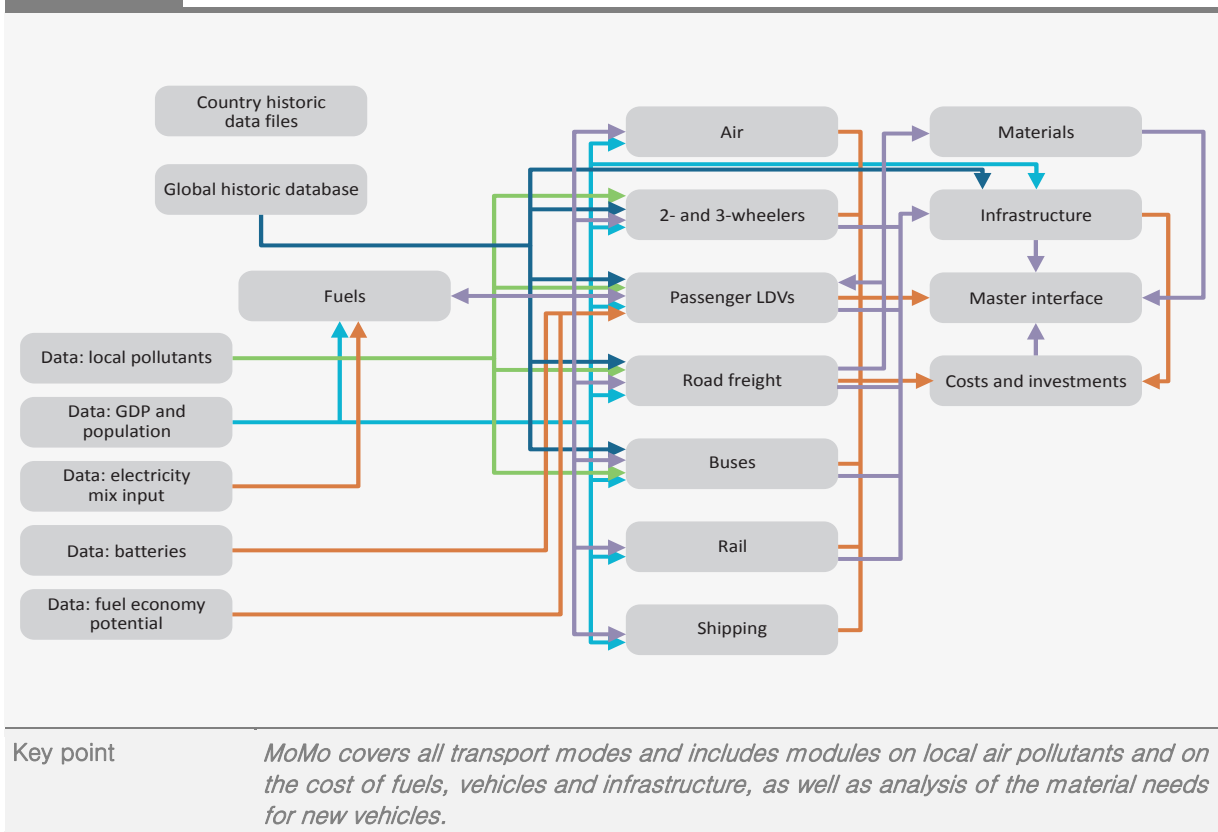 Country historic
data files
Global historic database
Fuels
Data: local pollutants
Data: GDP and
population
Data: electricity
mix input
Data: batteries
Data: fuel economy
potential
Air
2- and 3-wheelers
Passenger LDVs
Road freight
Buses
Rail
Shipping
Materials
Infrastructure
Master interface
Costs and investments
Key point
MoMo covers all transport modes and includes modules on local air pollutants and on
the cost of fuels, vehicles and infrastructure, as well as analysis of the material needs
for new vehicles.